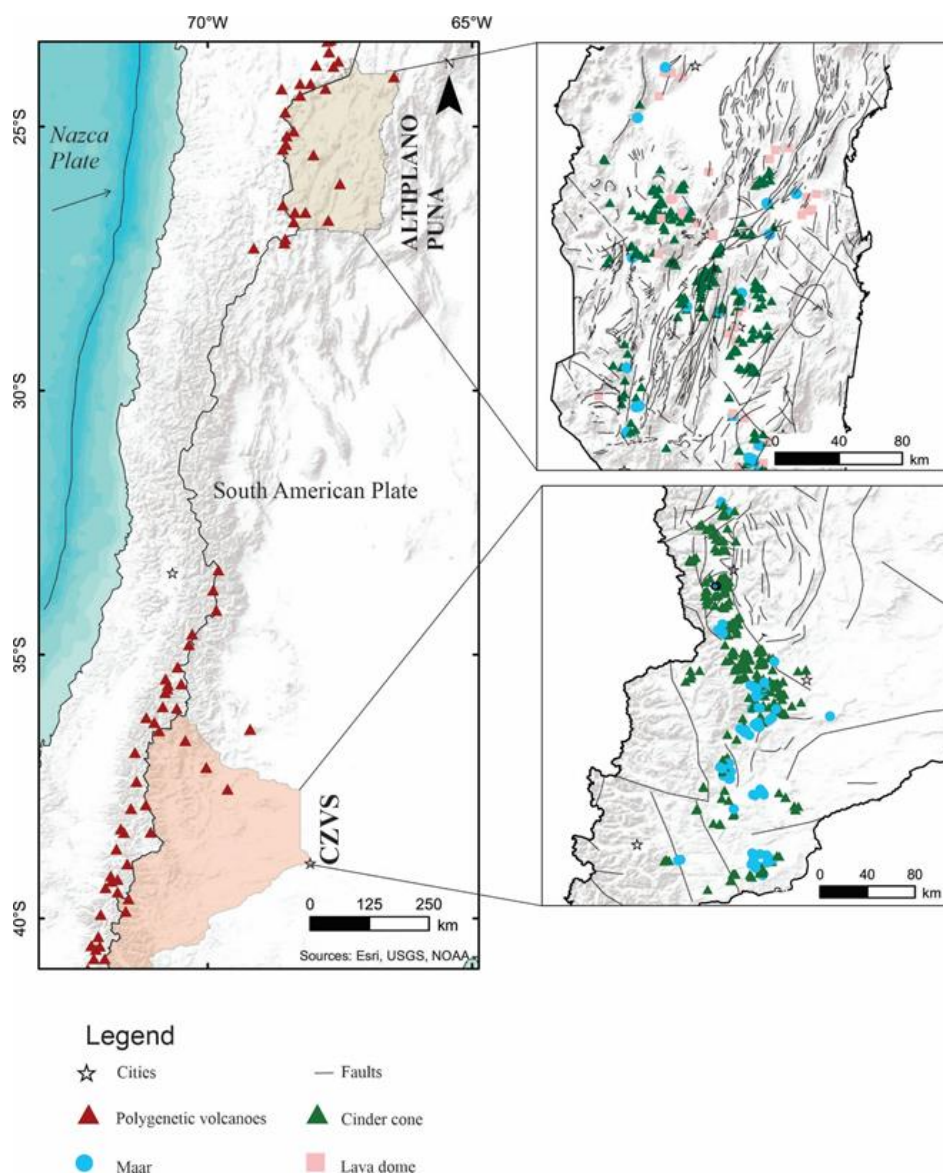 70°W
65°W
N
Nazca
Plate
25°S
ALTIPLANO
PUNA
0 40 80
km
30°S
South American Plate
35°S
CZVS
40°S
0 125 250
km
Sources: Esri, USGS, NOAA
0 40 80
km
Legend
Cities
Faults
Polygenetic volcanoes
Cinder cone
Maar
Lava dome